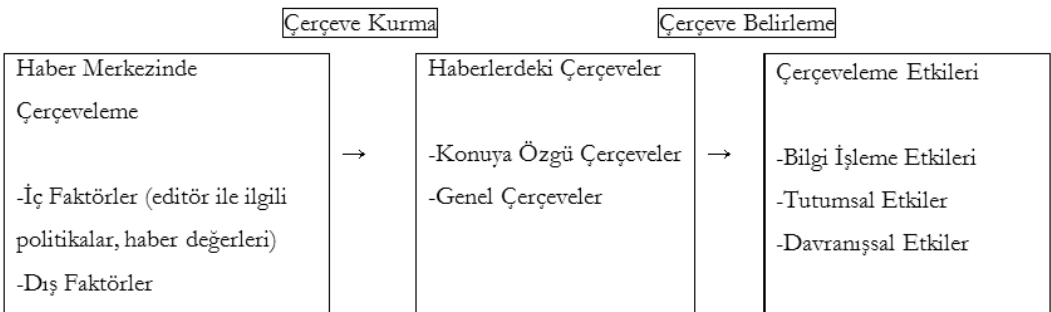 Çerçeve Kurma
Çerçeve Belirleme
Haber Merkezinde
Çerçeveleme
-İç Faktörler (editör ile ilgili
politikalar, haber değerleri)
-Dış Faktörler
→
Haberlerdeki Çerçeveler
-Konuya Özgü Çerçeveler
-Genel Çerçeveler
→
Çerçeveleme Etkileri
-Bilgi İşleme Etkileri
-Tutumsal Etkiler
-Davranışsal Etkiler